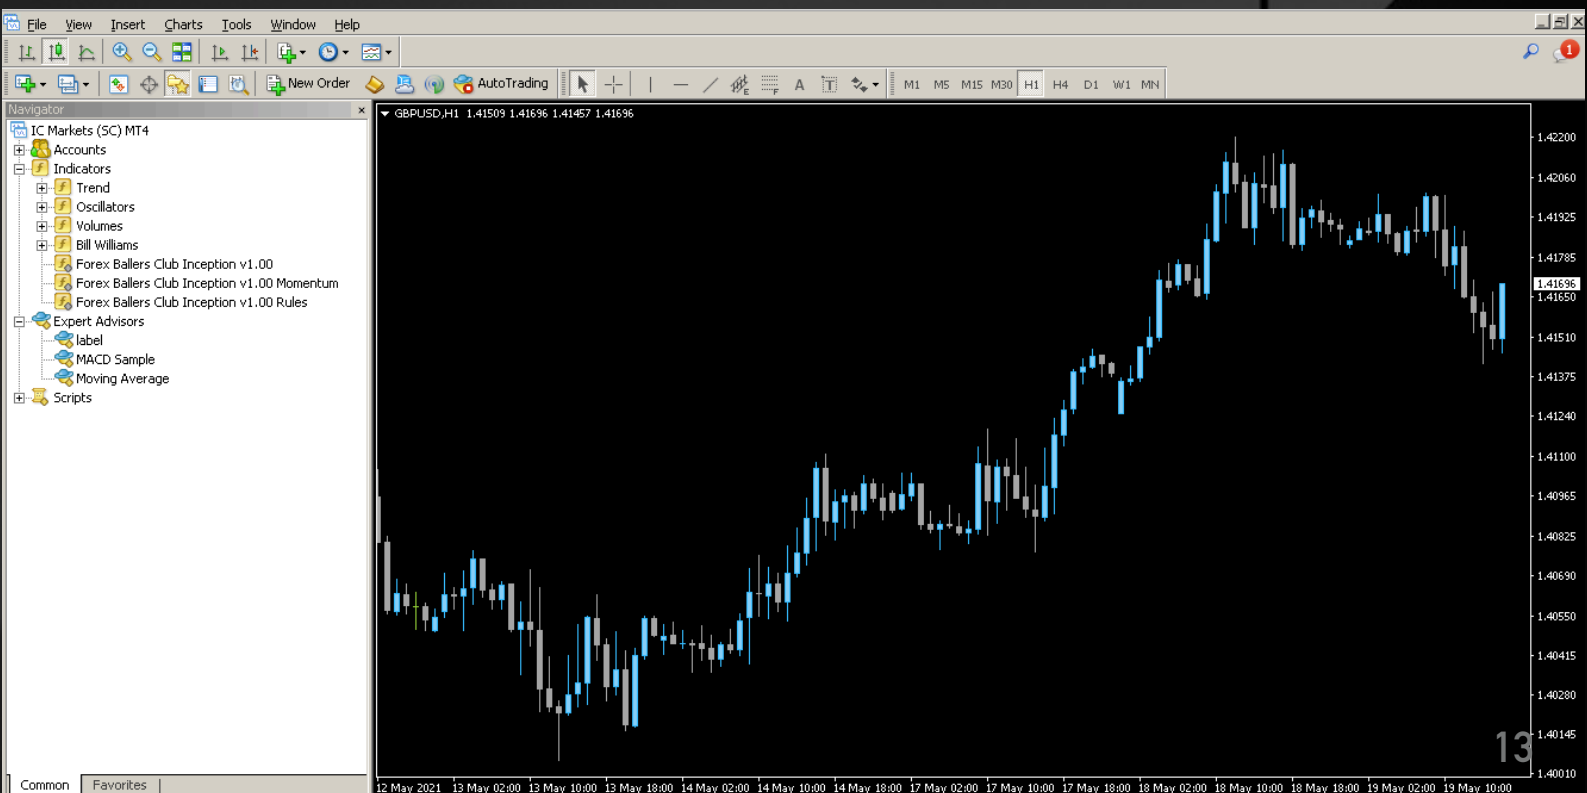 File View Insert Charts Tools Window Help
1
New Order AutoTrading E F A T M1 M5 M15 M30 H1 H4 D1 W1 MN
Navigator
IC Markets (SC) MT4
Accounts
Indicators
Trend
Oscillators
Volumes
Bill Williams
Forex Ballers Club Inception v1.00
Forex Ballers Club Inception v1.00 Momentum
Forex Ballers Club Inception v1.00 Rules
Expert Advisors
label
MACD Sample
Moving Average
Scripts
Common Favorites
GBPUSD,H1 1.41509 1.41696 1.41457 1.41696
1.42200
1.42060
1.41925
1.41785
1.41696
1.41650
1.41510
1.41375
1.41240
1.41100
1.40965
1.40825
1.40690
1.40550
1.40415
1.40280
1.40145
13
1.40010
12 May 2021 13 May 02:00 13 May 10:00 13 May 18:00 14 May 02:00 14 May 10:00 14 May 18:00 17 May 02:00 17 May 10:00 17 May 18:00 18 May 02:00 18 May 10:00 18 May 18:00 19 May 02:00 19 May 10:00